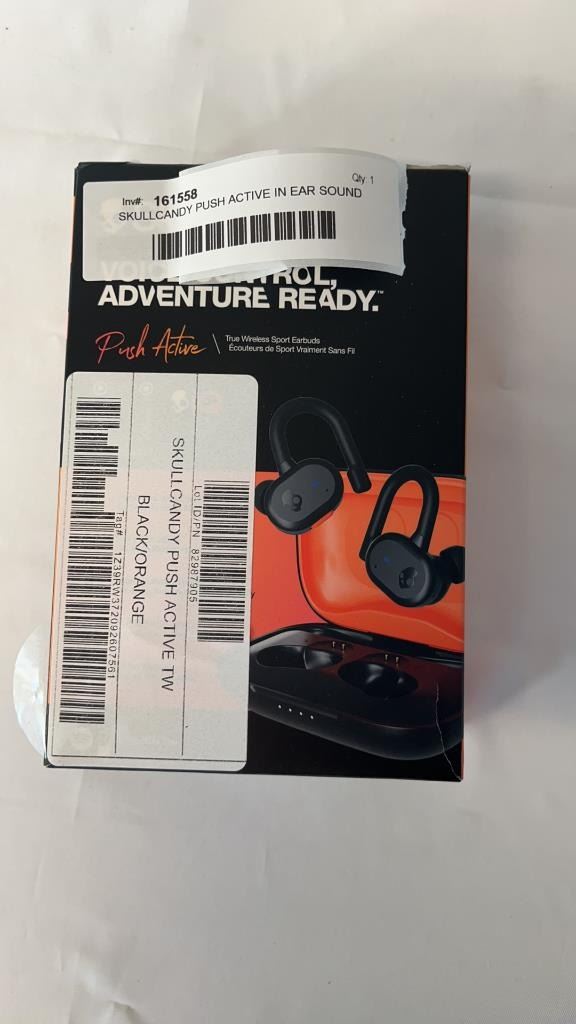 Qty: 1
Inv#: 161558
SKULLCANDY PUSH ACTIVE IN EAR SOUND
ADVENTURE READY.™
Push Active
True Wireless Sport Earbuds
Écouteurs de Sport Vraiment Sans Fil
Lot ID/PN 82987905
SKULLCANDY PUSH ACTIVE TW
BLACK/ORANGE
Tag# 1Z39RW372092607561